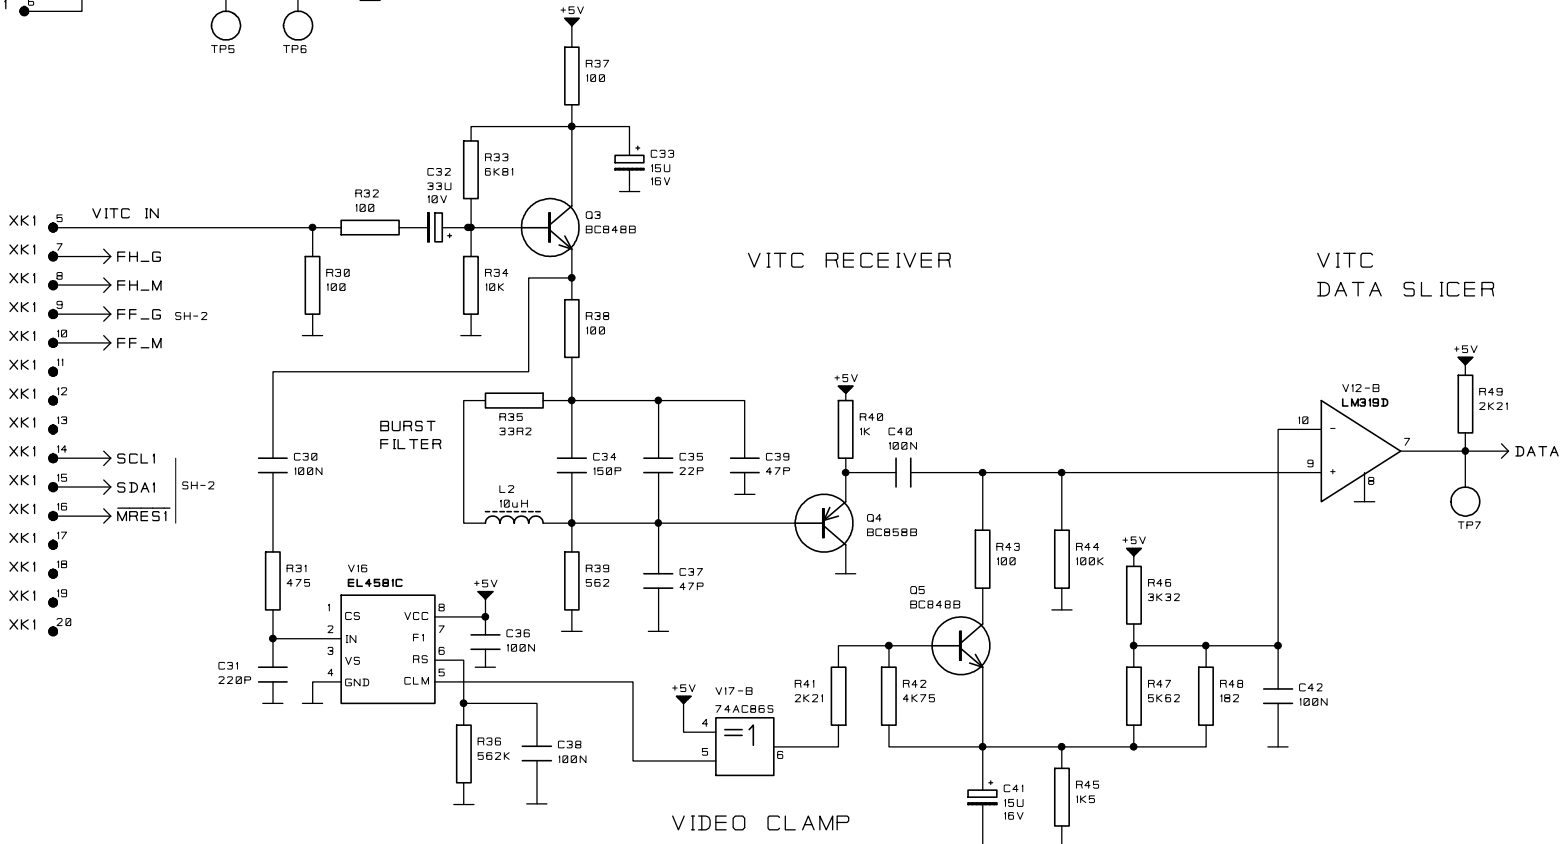 1 6
TP5 TP6
+5V
R37
100
C33
15U
16V
R33
6K81
C32
33U
10V
R32
100
XK1 5 VITC IN
Q3
BC848B
XK1 7 FH_G
XK1 8 FH_M
XK1 9 FF_G SH-2
XK1 10 FF_M
XK1 11
XK1 12
XK1 13
XK1 14 SCL1
XK1 15 SDA1 SH-2
XK1 16 MRES1
XK1 17
XK1 18
XK1 19
XK1 20
R30
100
R34
10K
VITC RECEIVER
VITC
DATA SLICER
R38
100
BURST
FILTER
R35
33R2
C34
150P
C35
22P
C39
47P
L2
10uH
C30
100N
R31
475
C31
220P
V16
EL4581C
1 CS VCC 8
2 IN F1 7
3 VS RS 6
4 GND CLM 5
+5V
C36
100N
R36
562K
C38
100N
R39
562
C37
47P
+5V
R40
1K
C40
100N
Q4
BC858B
+5V
V17-B
74AC86S
4
5
=1
6
R41
2K21
R42
4K75
Q5
BC848B
R43
100
R44
100K
+5V
R46
3K32
R47
5K62
R48
182
C42
100N
C41
15U
16V
R45
1K5
V12-B
LM319D
10 -
9 +
7
8
+5V
R49
2K21
DATA
TP7
VIDEO CLAMP